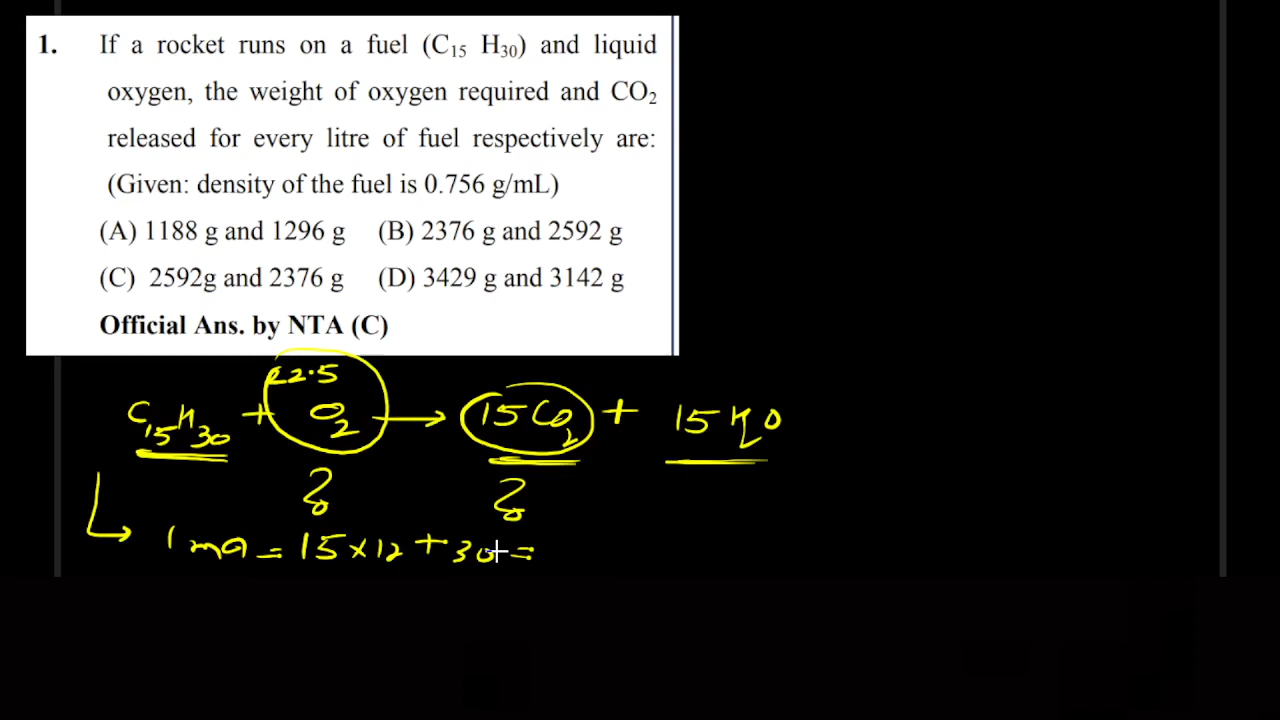 1. If a rocket runs on a fuel (C₁₅ H₃₀) and liquid
oxygen, the weight of oxygen required and CO₂
released for every litre of fuel respectively are:
(Given: density of the fuel is 0.756 g/mL)
(A) 1188 g and 1296 g (B) 2376 g and 2592 g
(C) 2592g and 2376 g (D) 3429 g and 3142 g
Official Ans. by NTA (C)
22.5
C₁₅H₃₀ + O₂ → 15CO₂ + 15H₂O
1 = 15×12 + 30 =